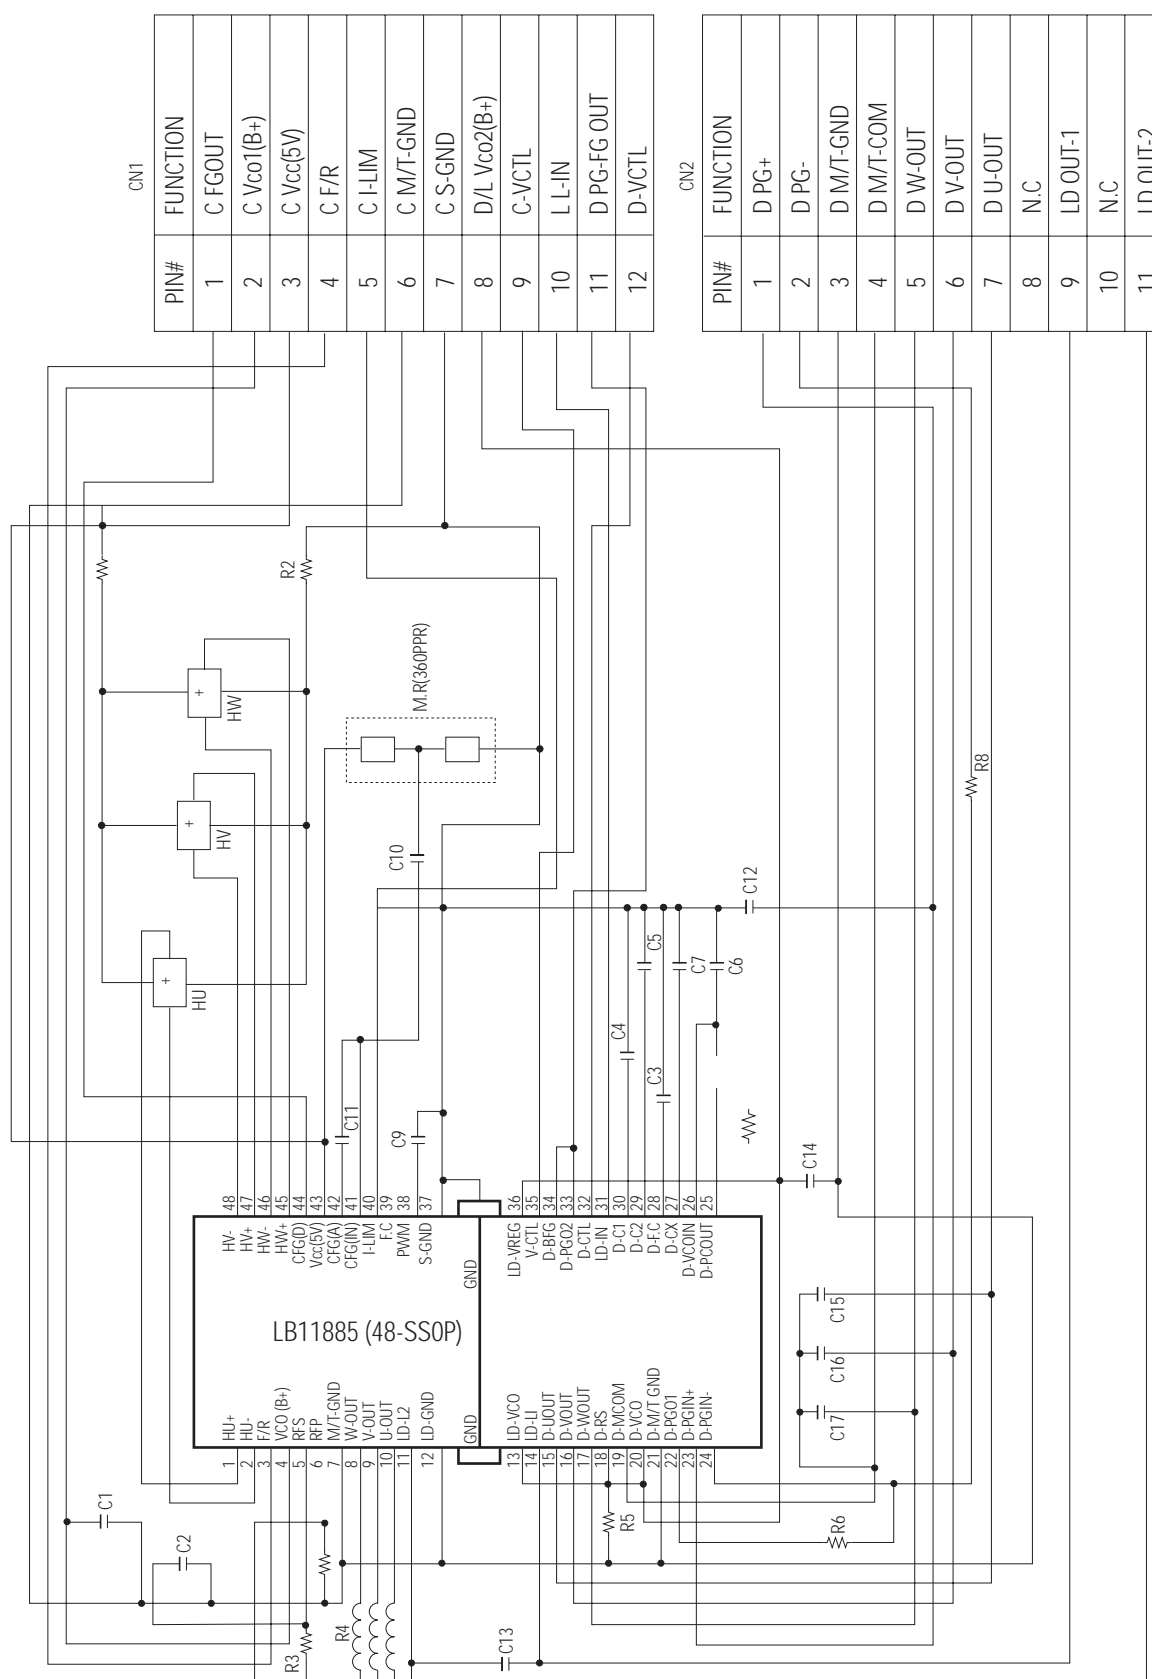 CN1
PIN# FUNCTION
1 C FGOUT
2 C Vco1(B+)
3 C Vcc(5V)
4 C F/R
5 C I-LIM
6 C M/T-GND
7 C S-GND
8 D/L Vco2(B+)
9 C-VCTL
10 L L-IN
11 D PG-FG OUT
12 D-VCTL
CN2
PIN# FUNCTION
1 D PG+
2 D PG-
3 D M/T-GND
4 D M/T-COM
5 D W-OUT
6 D V-OUT
7 D U-OUT
8 N.C
9 LD OUT-1
10 N.C
11 LD OUT-2
R2
M.R(360PPR)
+
HW
+
HV
+
HU
R8
C10
C12
C5
C7
C6
C4
C3
C11
C9
C14
48 HV-
47 HV+
46 HW-
45 HW+
44 CFG(D)
43 Vcc(5V)
42 CFG(A)
41 CFG(IN)
40 I-LIM
39 F.C
38 PWM
37 S-GND
GND
36 LD-VREG
35 V-CTL
34 D-BFG
33 D-PGO2
32 D-CTL
31 LD-IN
30 D-C1
29 D-C2
28 D-F.C
27 D-CX
26 D-VCOIN
25 D-PCOUT
LB11885 (48-SS0P)
1 HU+
2 HU-
3 F/R
4 VCO (B+)
5 RFS
6 RFP
7 M/T-GND
8 W-OUT
9 V-OUT
10 U-OUT
11 LD-L2
12 LD-GND
GND
13 LD-VCO
14 LD-LI
15 D-UOUT
16 D-VOUT
17 D-WOUT
18 D-RS
19 D-MCOM
20 D-VCO
21 D-M/T GND
22 D-PGO1
23 D-PGIN+
24 D-PGIN-
C15
C16
C17
C1
C2
R5
R6
R4
R3
C13